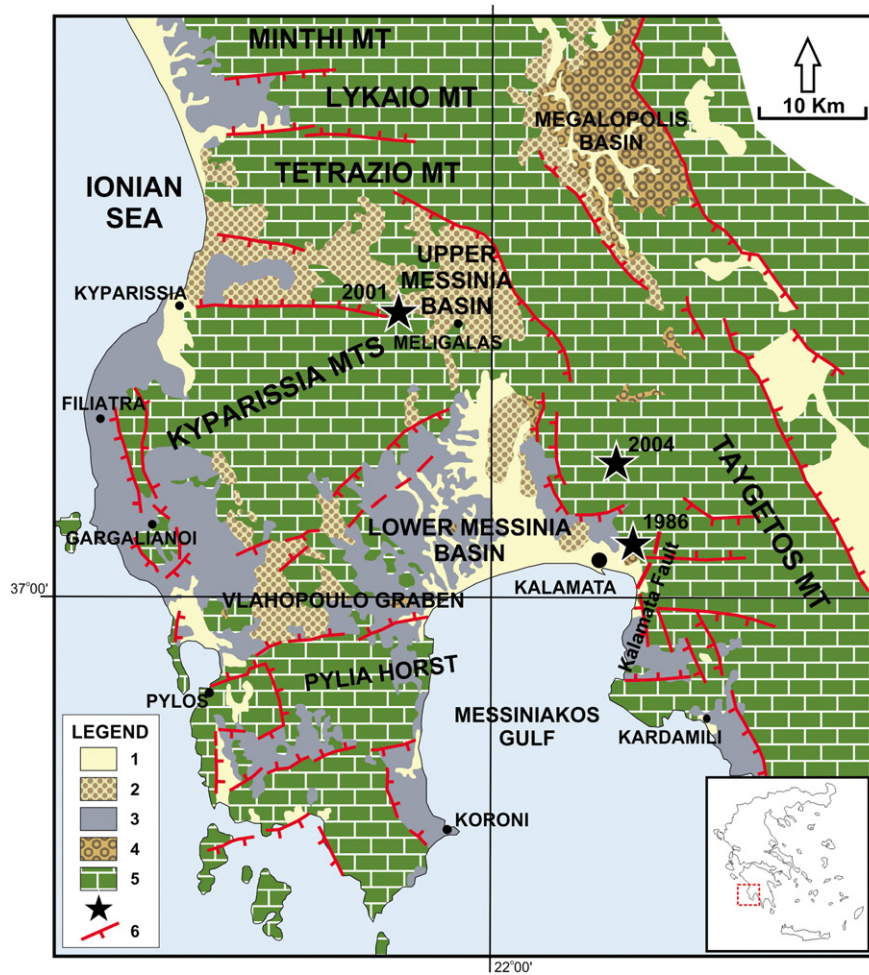 MINTHI MT
LYKAIO MT
10 Km
MEGALOPOLIS
BASIN
TETRAZIO MT
IONIAN
SEA
UPPER
MESSINIA
BASIN
KYPARISSIA
2001
MELIGALAS
KYPARISSIA MTS
FILIATRA
2004
TAYGETOS MT
1986
GARGALIANOI
LOWER MESSINIA
BASIN
KALAMATA
37°00'
VLAHOPOULO GRABEN
Kalamata Fault
PYLIA HORST
PYLOS
MESSINIAKOS
GULF
KARDAMILI
LEGEND
1
2
3
4
5
6
KORONI
22°00'